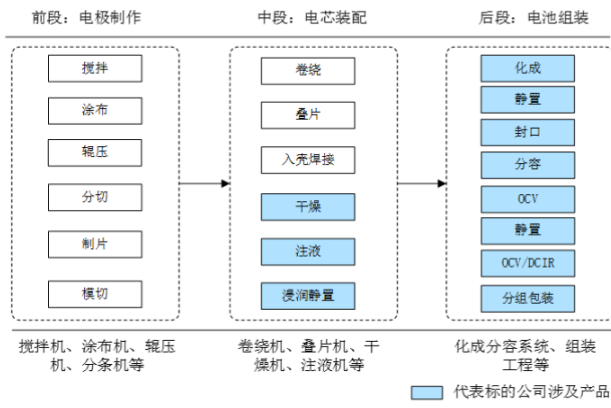 前段：电极制作
中段：电芯装配
后段：电池组装
搅拌
涂布
辊压
分切
制片
模切
卷绕
叠片
入壳焊接
干燥
注液
浸润静置
化成
静置
封口
分容
OCV
静置
OCV/DCIR
分组包装
搅拌机、涂布机、辊压
机、分条机等
卷绕机、叠片机、干
燥机、注液机等
化成分容系统、组装
工程等
代表标的公司涉及产品